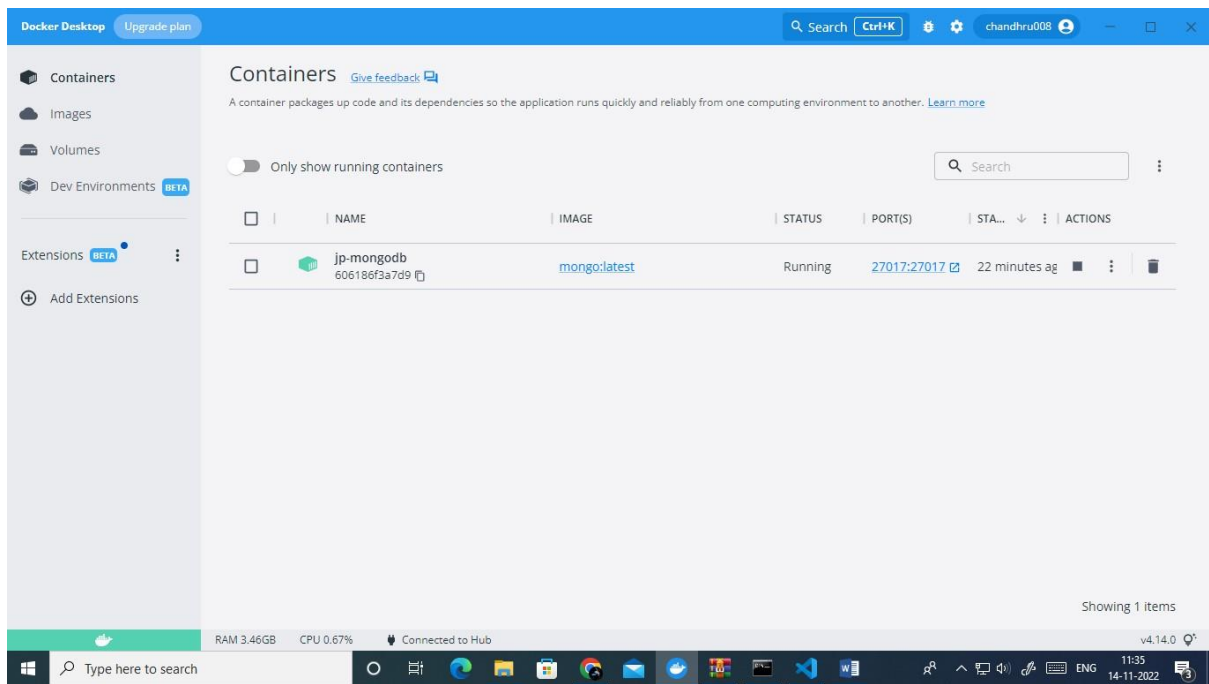 Docker Desktop Upgrade plan Search Ctrl+K chandhru008
Containers
Images
Volumes
Dev Environments BETA
Extensions BETA
Add Extensions
Containers Give feedback
A container packages up code and its dependencies so the application runs quickly and reliably from one computing environment to another. Learn more
Only show running containers Search
NAME IMAGE STATUS PORT(S) STA... ACTIONS
jp-mongodb
606186f3a7d9 mongo:latest Running 27017:27017 22 minutes ag
Showing 1 items
RAM 3.46GB CPU 0.67% Connected to Hub v4.14.0
Type here to search ENG 11:35
14-11-2022 3